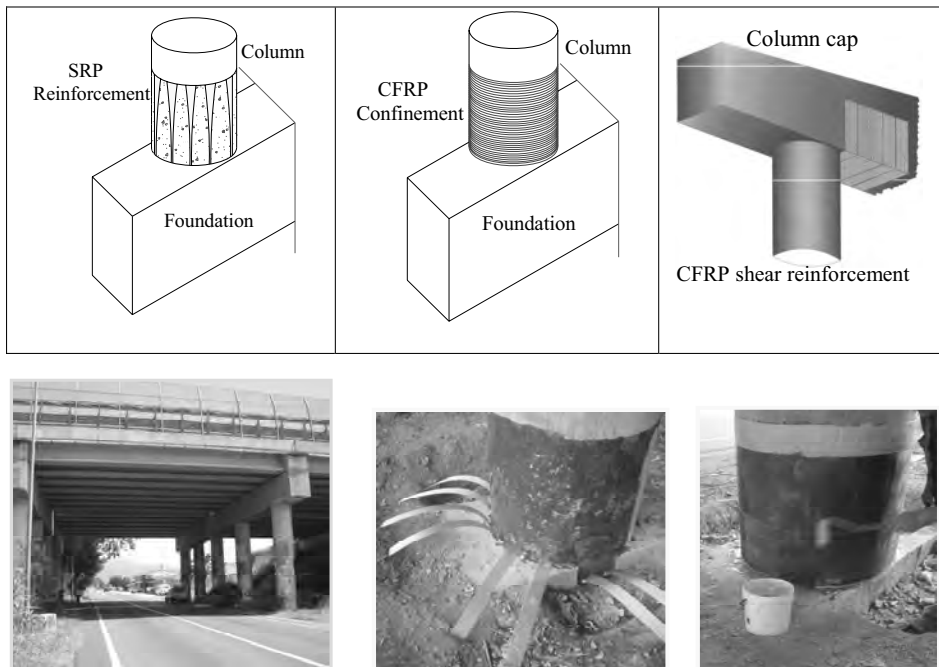 SRP
Reinforcement
Column
Foundation
CFRP
Confinement
Column
Foundation
Column cap
CFRP shear reinforcement